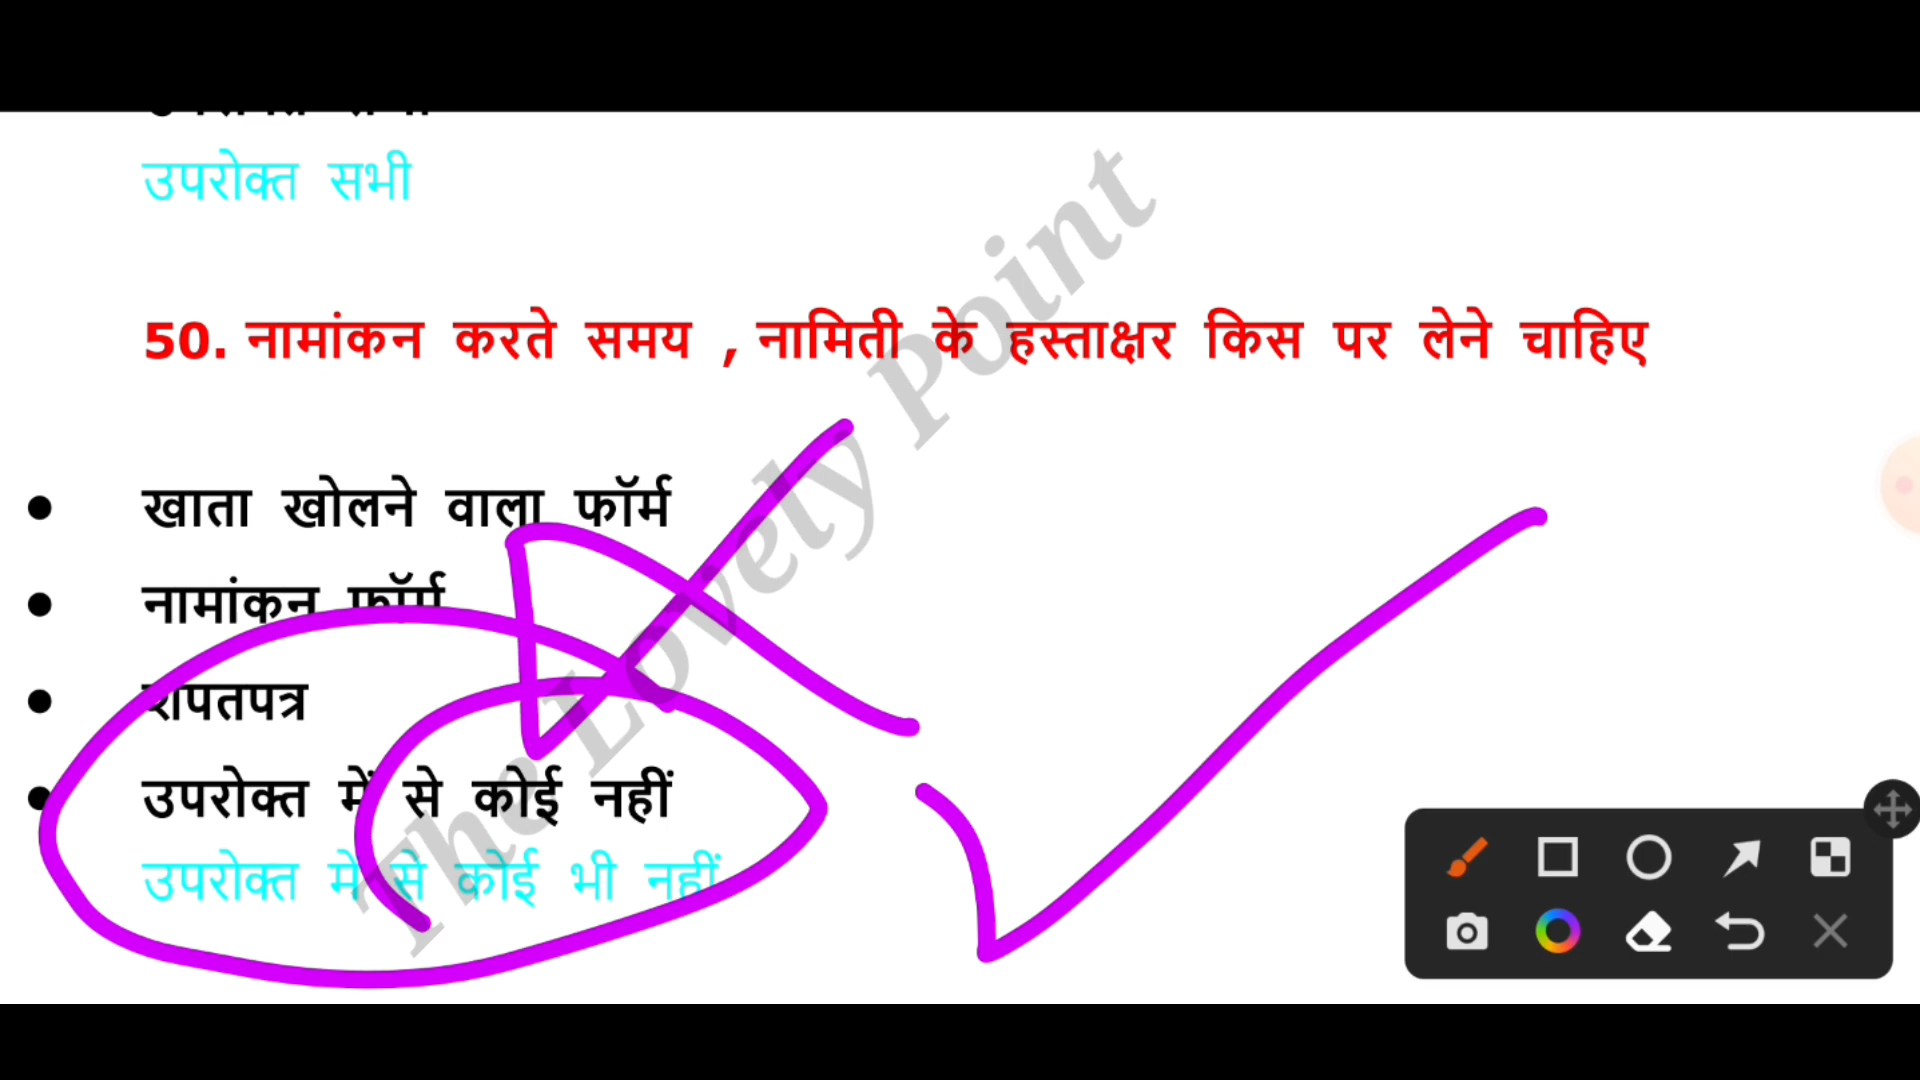 उपरोक्त सभी
50. नामांकन करते समय , नामिती के हस्ताक्षर किस पर लेने चाहिए
● खाता खोलने वाला फॉर्म
● नामांकन फॉर्म
● शपतपत्र
● उपरोक्त में से कोई नहीं
उपरोक्त मे से कोई भी नहीं
The Lovely Point